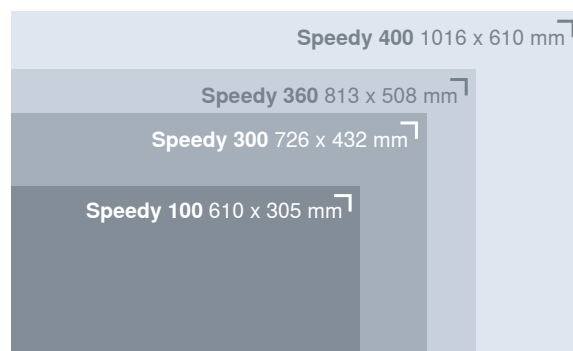 Speedy 400 1016 x 610 mm
Speedy 360 813 x 508 mm
Speedy 300 726 x 432 mm
Speedy 100 610 x 305 mm